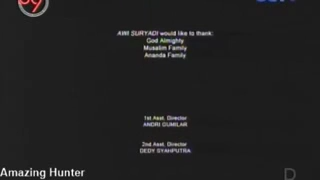 AWI SURYADI would like to thank:
God Almighty
Musalim Family
Ananda Family
1st Asst. Director
ANDRI GUMILAR
2nd Asst. Director
DEDY SYAHPUTRA
Amazing Hunter
D